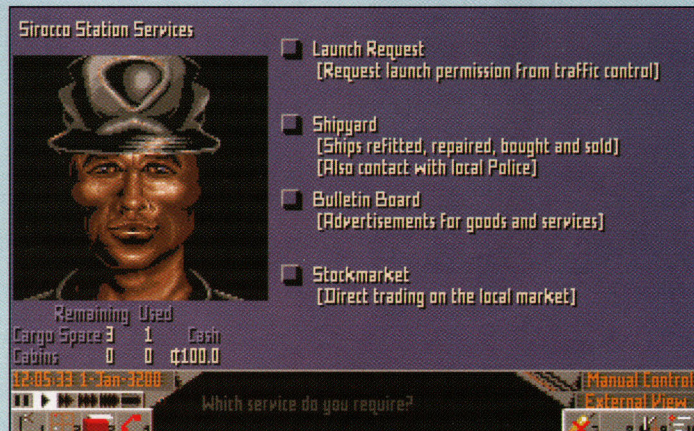 Sirocco Station Services
Launch Request
[Request launch permission from traffic control]
Shipyard
[Ships refitted, repaired, bought and sold]
[Also contact with local Police]
Bulletin Board
[Advertisements for goods and services]
Stockmarket
[Direct trading on the local market]
Remaining Used
Cargo Space 3 1 Cash
Cabins 0 0 ¢100.0
12:05:33 1-Jan-3200
Manual Control
Which service do you require?
External View